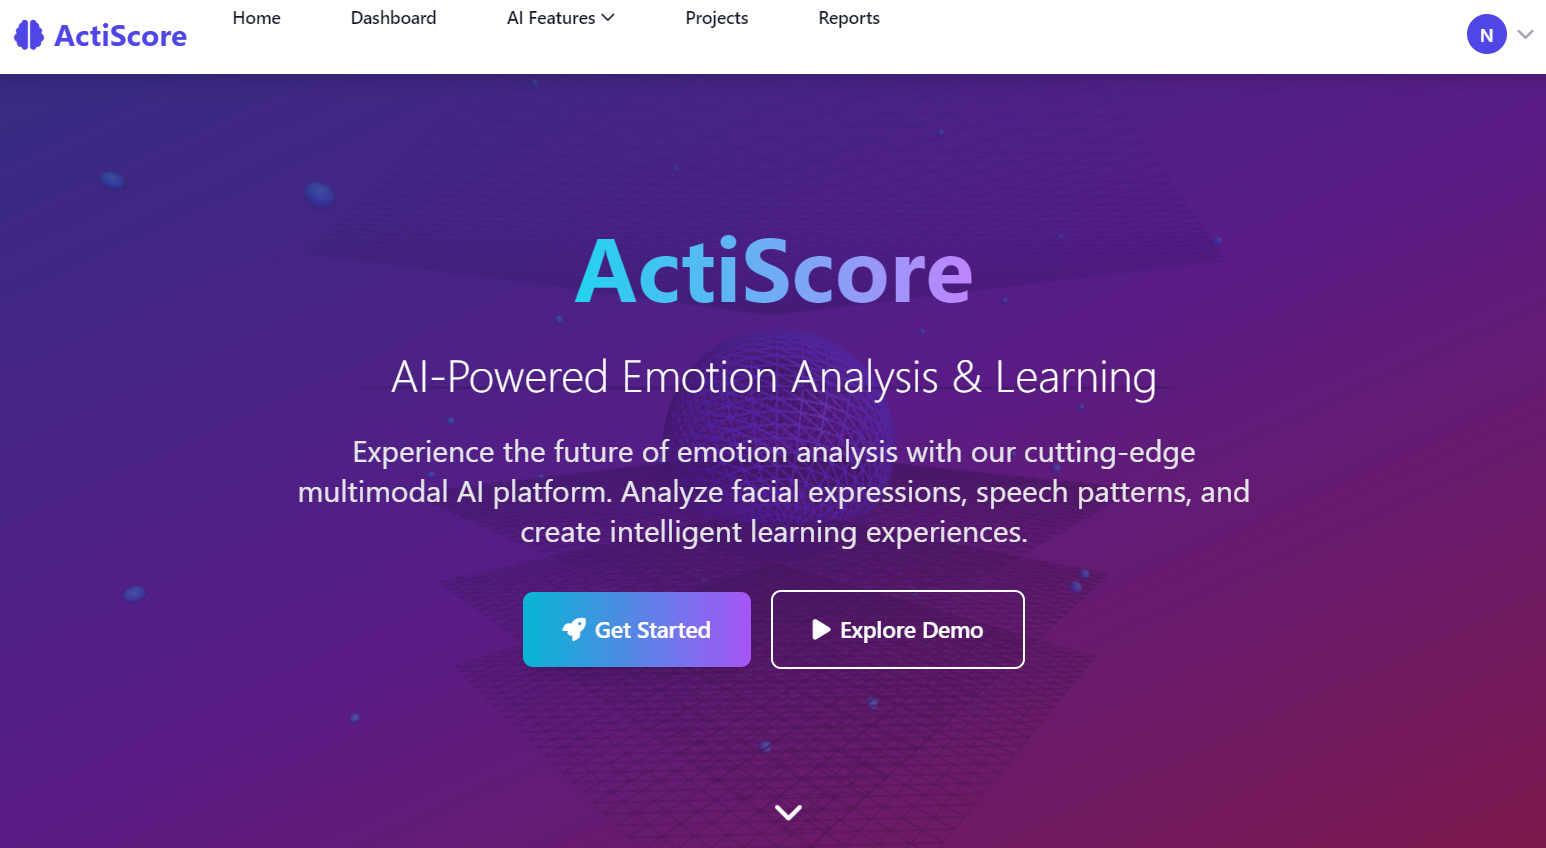 ActiScore
Home
Dashboard
AI Features
Projects
Reports
N
ActiScore
AI-Powered Emotion Analysis & Learning
Experience the future of emotion analysis with our cutting-edge
multimodal AI platform. Analyze facial expressions, speech patterns, and
create intelligent learning experiences.
Get Started
Explore Demo